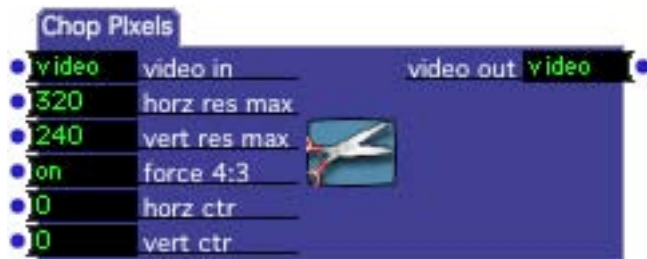 Chop PIxels
video video in video out video
320 horz res max
240 vert res max
on force 4:3
0 horz ctr
0 vert ctr